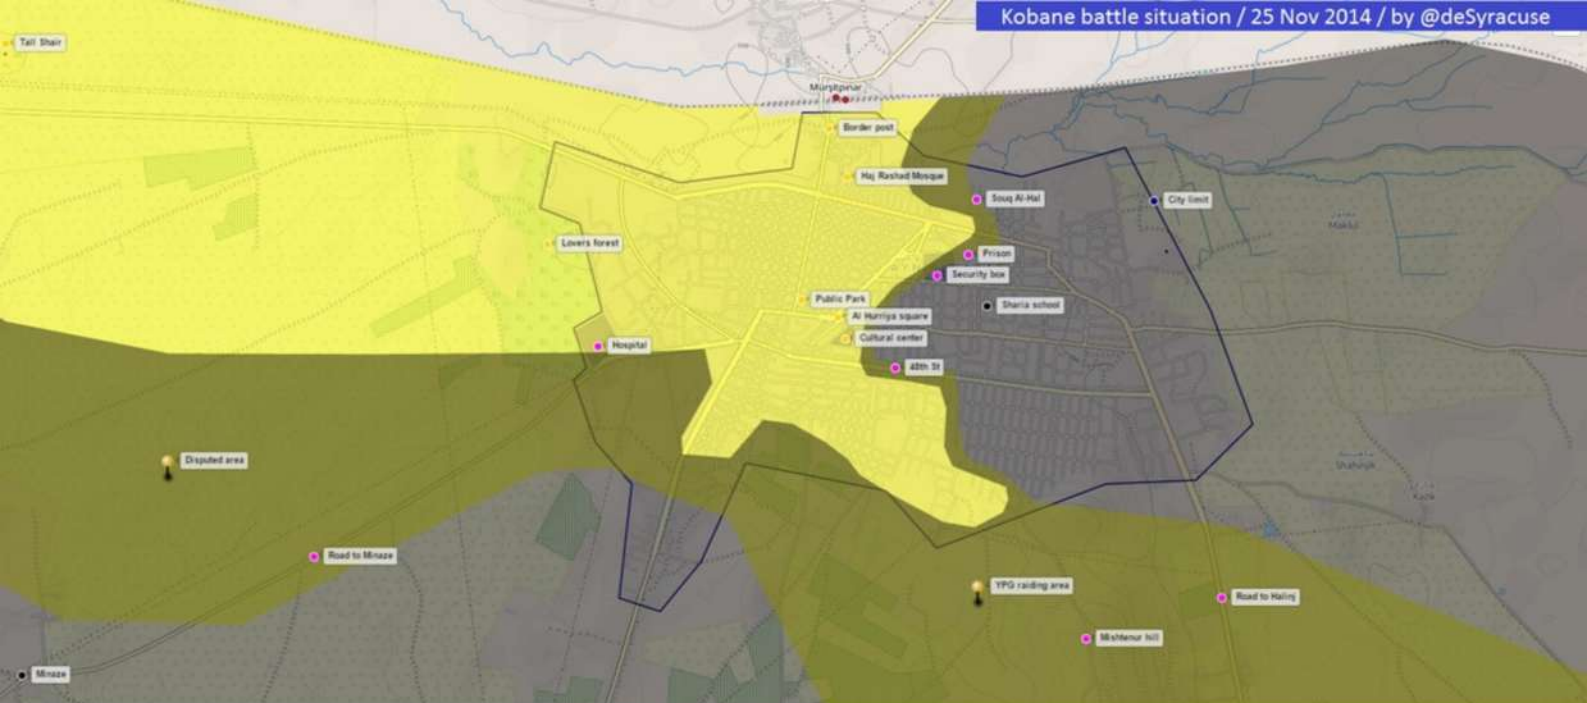 Kobane battle situation / 25 Nov 2014 / by @deSyracuse
Tall Shair
Murşitpınar
Border post
Haj Rashad Mosque
Souq Al-Hal
City limit
Lovers forest
Prison
Security box
Public Park
Sharia school
Al Hurriya square
Cultural center
Hospital
48th St
Disputed area
Road to Minaze
YPG raiding area
Road to Halinj
Mishtenur hill
Minaze